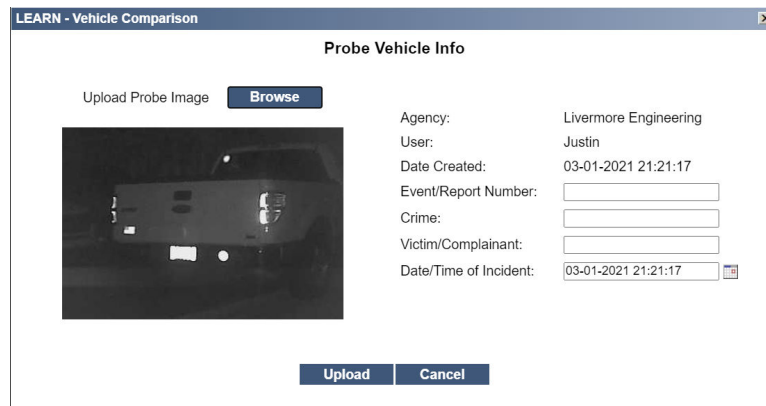 LEARN - Vehicle Comparison
Probe Vehicle Info
Upload Probe Image Browse
Agency: Livermore Engineering
User: Justin
Date Created: 03-01-2021 21:21:17
Event/Report Number:
Crime:
Victim/Complainant:
Date/Time of Incident: 03-01-2021 21:21:17
Upload Cancel